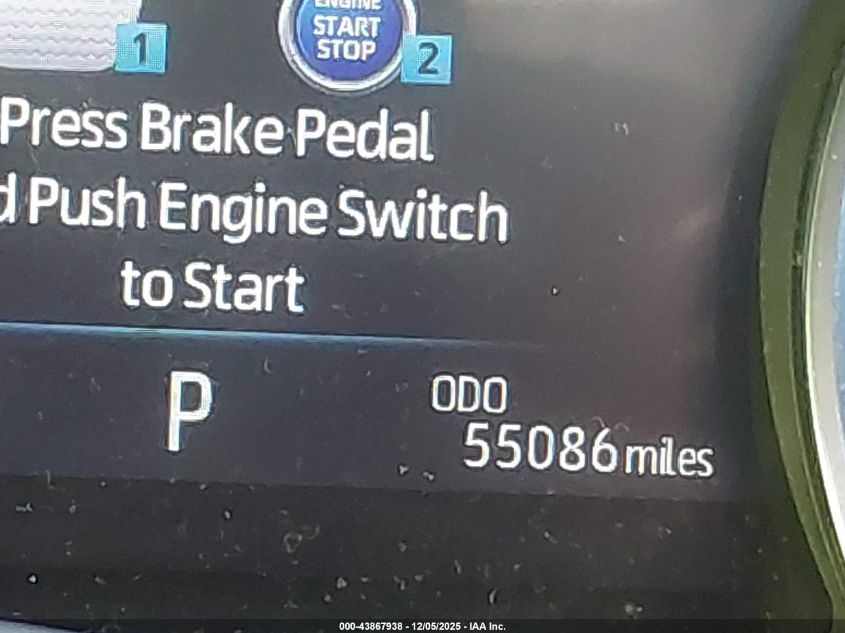 ENGINE
START
STOP
1
2
Press Brake Pedal
d Push Engine Switch
to Start
P
ODO
55086 miles
000-43867938 - 12/05/2025 - IAA Inc.